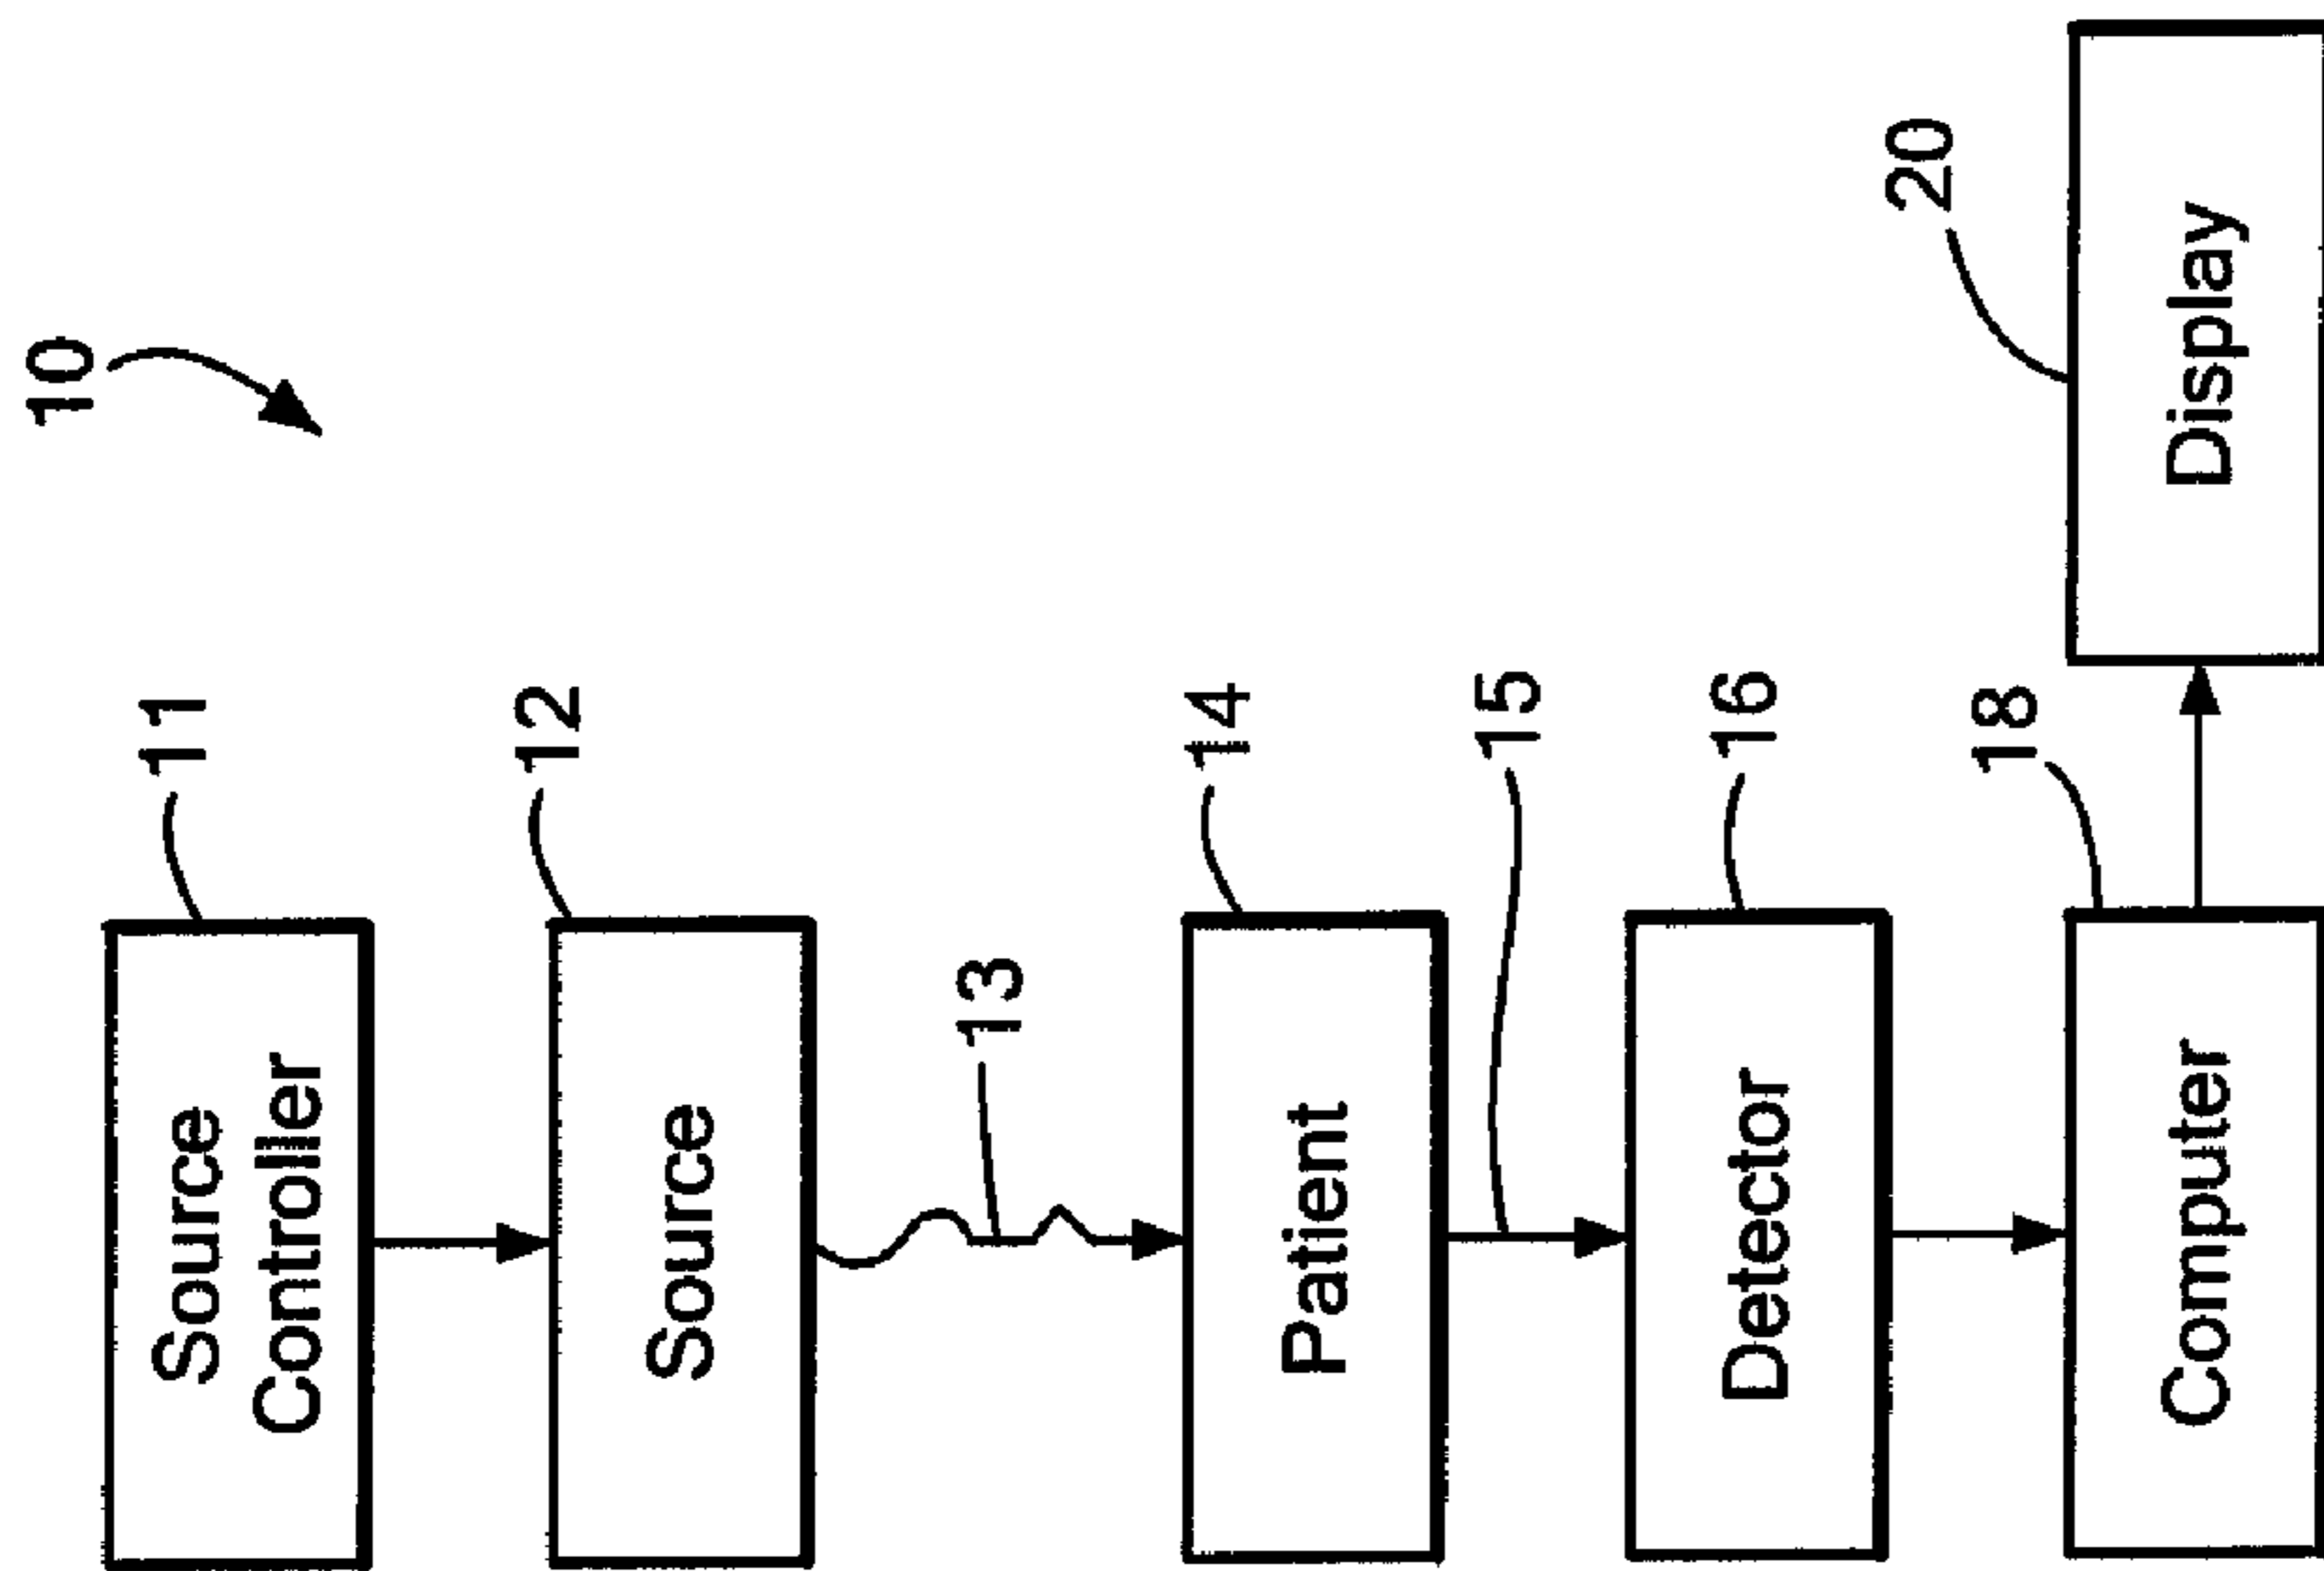 10
11
Source
Controller
12
Source
13
14
Patient
15
16
Detector
18
Computer
20
Display